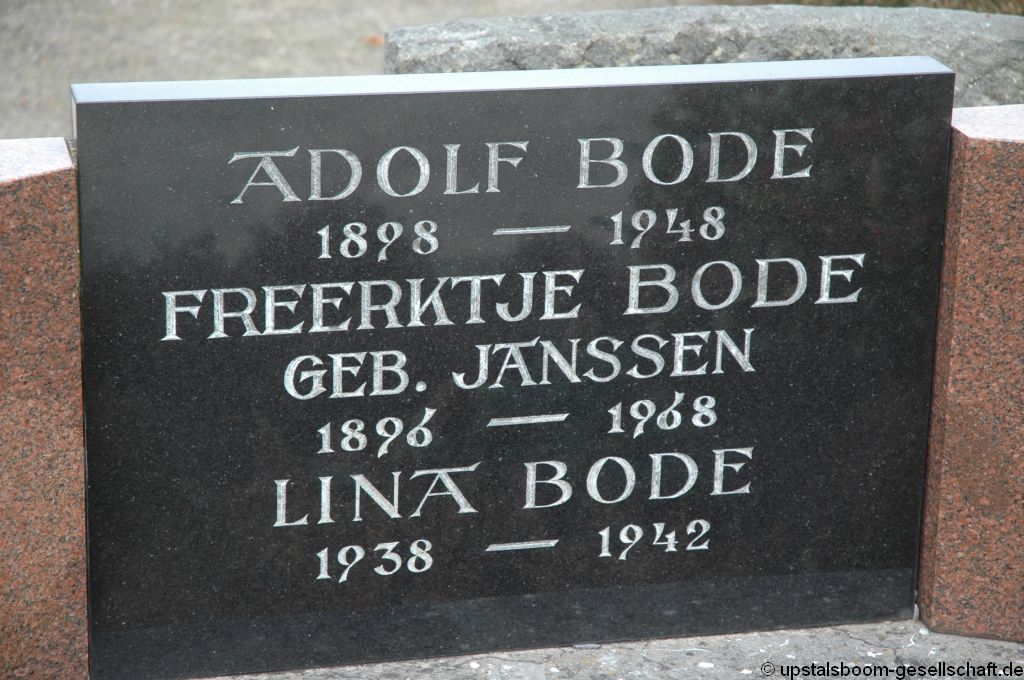 ADOLF BODE
1898 — 1948
FREERKTJE BODE
GEB. JANSSEN
1896 — 1968
LINA BODE
1938 — 1942
© upstalsboom-gesellschaft.de